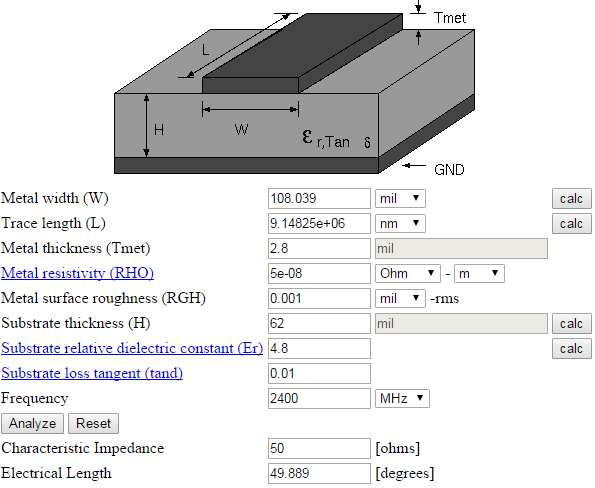 Tmet
L
H
W
εr,Tan δ
GND
Metal width (W) 108.039 mil calc
Trace length (L) 9.14825e+06 nm calc
Metal thickness (Tmet) 2.8 mil
Metal resistivity (RHO) 5e-08 Ohm - m
Metal surface roughness (RGH) 0.001 mil -rms
Substrate thickness (H) 62 mil calc
Substrate relative dielectric constant (Er) 4.8 calc
Substrate loss tangent (tand) 0.01
Frequency 2400 MHz
Analyze Reset
Characteristic Impedance 50 [ohms]
Electrical Length 49.889 [degrees]